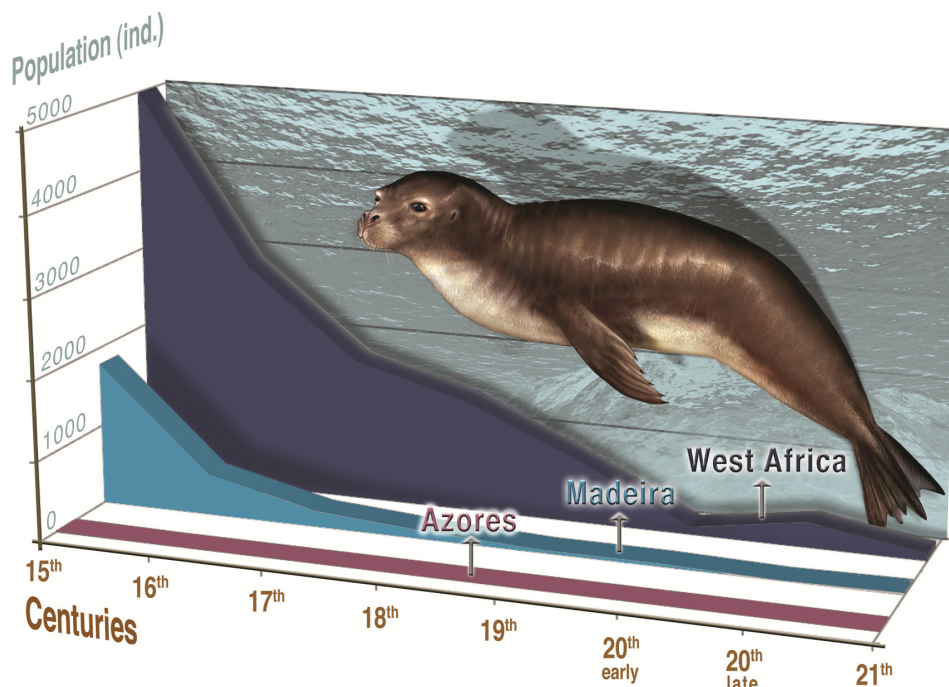 Population (ind.)
5000
4000
3000
2000
1000
0
West Africa
Madeira
Azores
15th
16th
17th
18th
19th
20th
early
20th
late
21th
Centuries